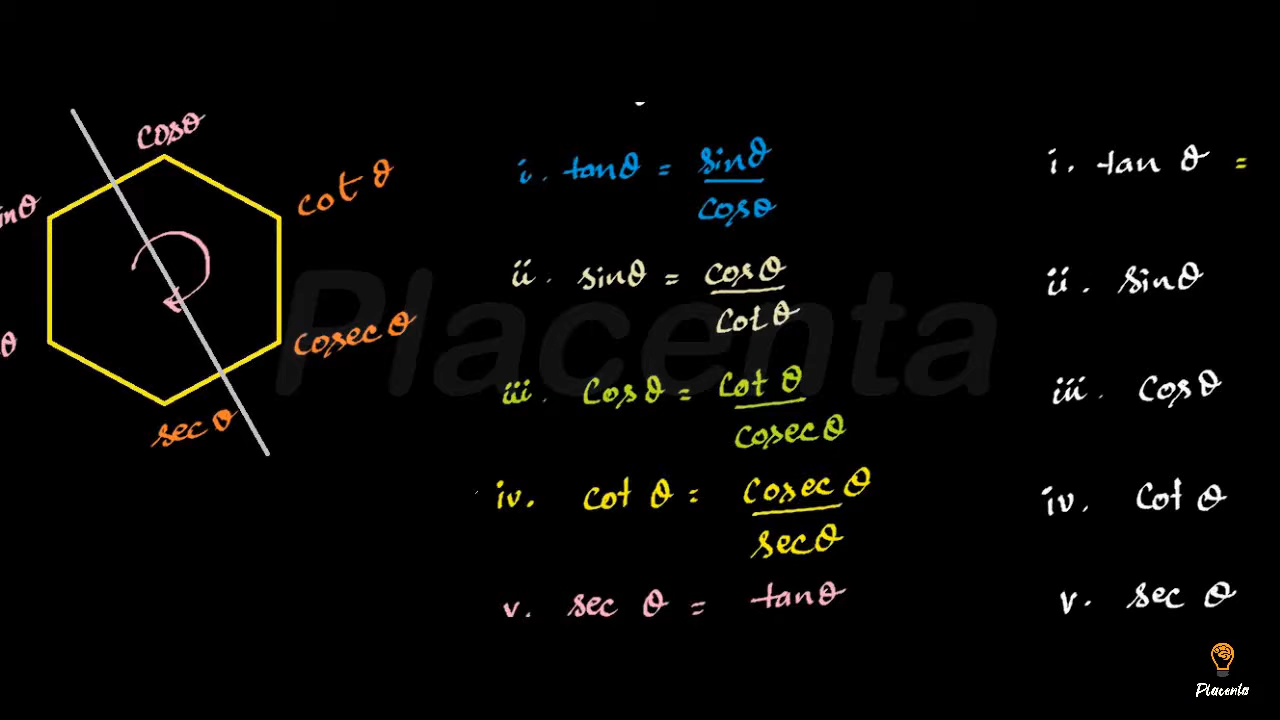 cosθ
inθ
cot θ
θ
cosec θ
sec θ
i. tanθ = sinθ
cosθ
ii. sinθ = cosθ
cotθ
iii. cosθ = cot θ
cosecθ
iv. cot θ = cosec θ
secθ
v. sec θ = tanθ
i. tan θ =
ii. sinθ
iii. cosθ
iv. cot θ
v. sec θ
Placenta
Placenta